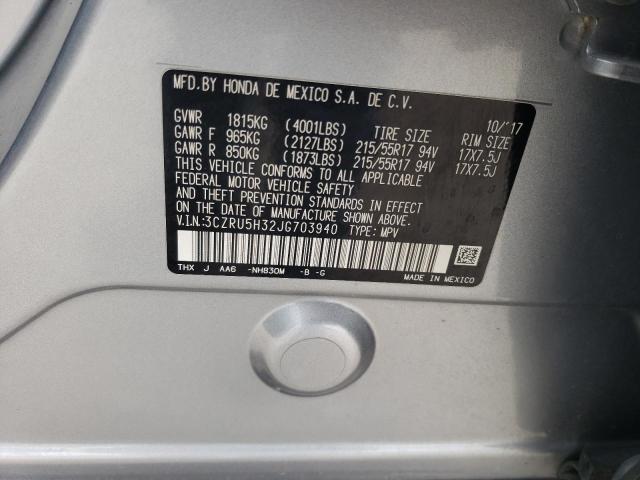 MFD.BY HONDA DE MEXICO S.A. DE C.V.
10/'17
GVWR 1815KG (4001LBS) TIRE SIZE RIM SIZE
GAWR F 965KG (2127LBS) 215/55R17 94V 17X7.5J
GAWR R 850KG (1873LBS) 215/55R17 94V 17X7.5J
THIS VEHICLE CONFORMS TO ALL APPLICABLE
FEDERAL MOTOR VEHICLE SAFETY
AND THEFT PREVENTION STANDARDS IN EFFECT
ON THE DATE OF MANUFACTURE SHOWN ABOVE.
V.I.N:3CZRU5H32JG703940 TYPE: MPV
THX J AA6 -NH830M -B -G MADE IN MEXICO